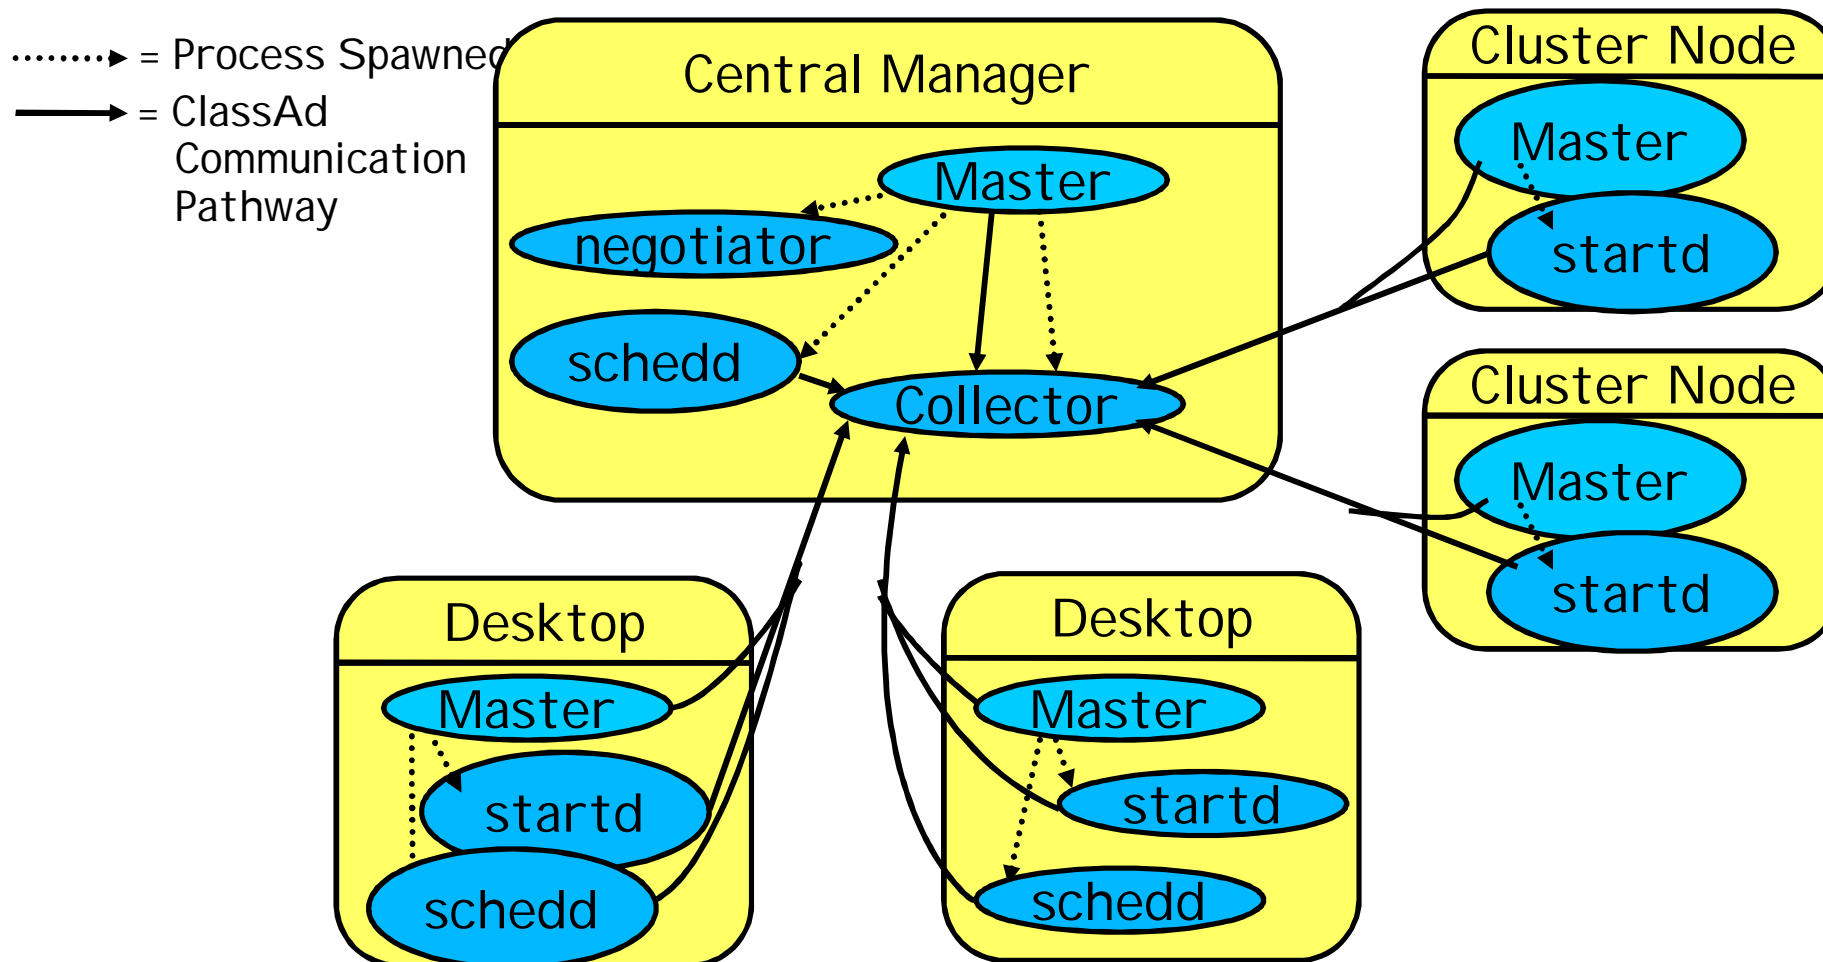 = Process Spawned
= ClassAd
Communication
Pathway
Central Manager
Master
negotiator
schedd
Collector
Cluster Node
Master
startd
Cluster Node
Master
startd
Desktop
Master
startd
schedd
Desktop
Master
startd
schedd